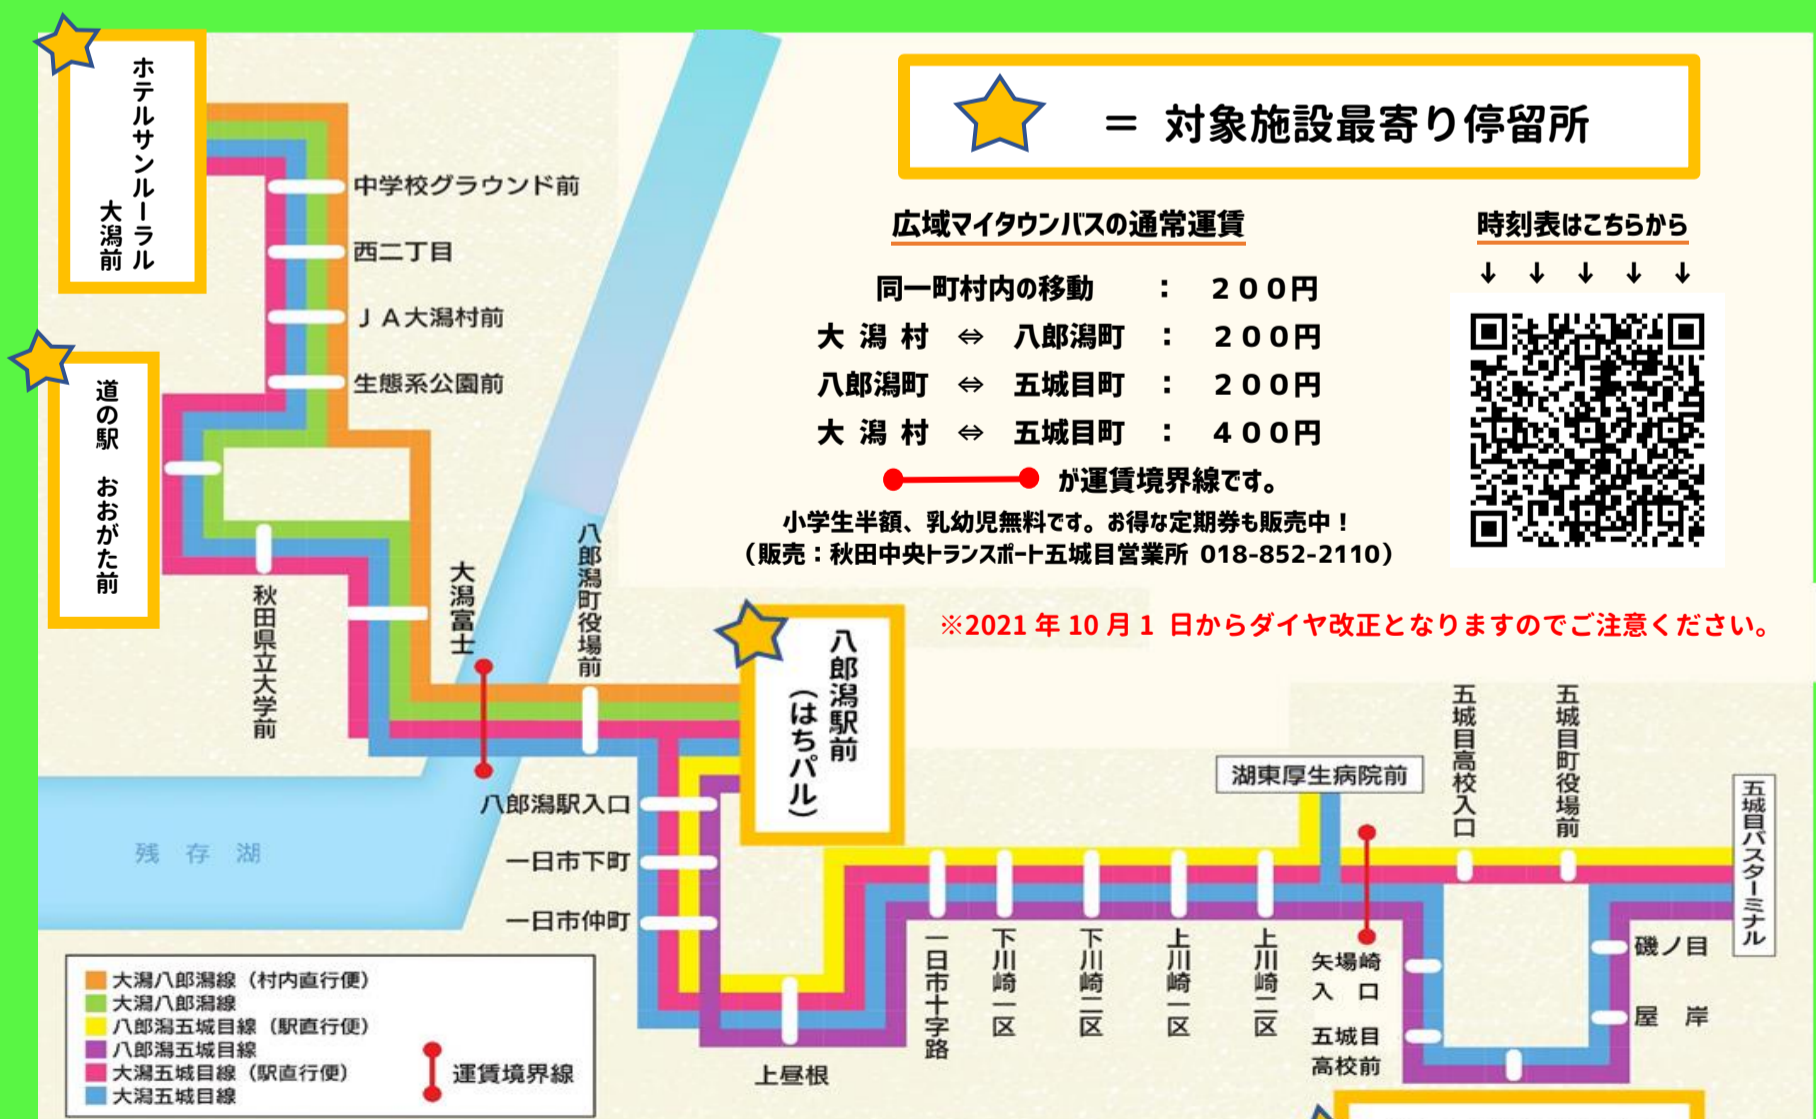 ホテルサンルーラル
大潟前
中学校グラウンド前
西二丁目
JA大潟村前
生態系公園前
道の駅 おおがた前
秋田県立大学前
大潟富士
八郎潟町役場前
八郎潟駅前
(はちパル)
= 対象施設最寄り停留所
広域マイタウンバスの通常運賃
同一町村内の移動 : 200円
大潟村 ⇔ 八郎潟町 : 200円
八郎潟町 ⇔ 五城目町 : 200円
大潟村 ⇔ 五城目町 : 400円
が運賃境界線です。
小学生半額、乳幼児無料です。お得な定期券も販売中！
(販売：秋田中央トランスポート五城目営業所 018-852-2110)
時刻表はこちらから
↓ ↓ ↓ ↓ ↓
※2021年10月1 日からダイヤ改正となりますのでご注意ください。
残存湖
八郎潟駅入口
一日市下町
一日市仲町
上昼根
一日市十字路
下川崎一区
下川崎二区
上川崎一区
上川崎二区
湖東厚生病院前
矢場崎
入口
五城目
高校前
五城目高校入口
五城目町役場前
五城目バスターミナル
磯ノ目
屋岸
大潟八郎潟線（村内直行便）
大潟八郎潟線
八郎潟五城目線（駅直行便）
八郎潟五城目線
大潟五城目線（駅直行便）
大潟五城目線
運賃境界線